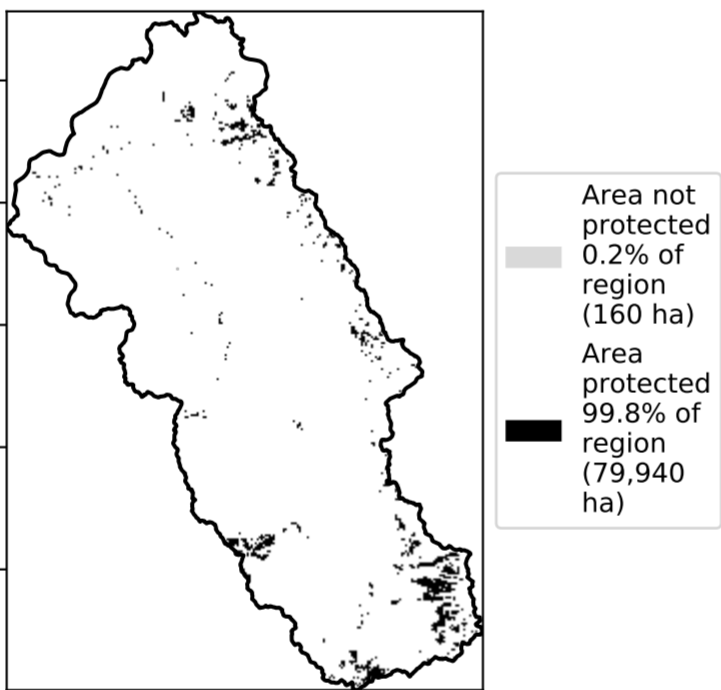 Area not
protected
0.2% of
region
(160 ha)
Area
protected
99.8% of
region
(79,940
ha)